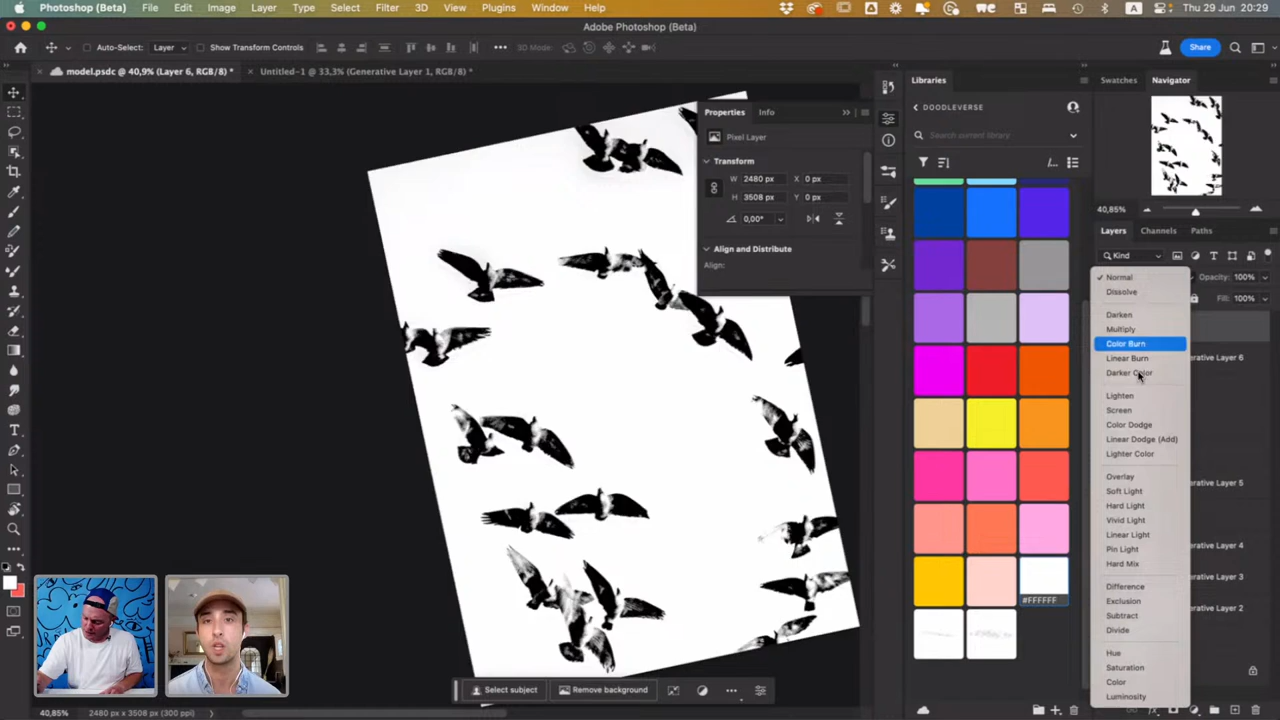 Photoshop (Beta) File Edit Image Layer Type Select Filter 3D View Plugins Window Help A Thu 29 Jun 20:29
Adobe Photoshop (Beta)
Auto-Select: Layer Show Transform Controls 3D Mode: Share
model.psdc @ 40,9% (Layer 6, RGB/8) * Untitled-1 @ 33,3% (Generative Layer 1, RGB/8) *
Libraries
Swatches Navigator
DOODLEVERSE
Properties Info
Search current library
Pixel Layer
Transform
W 2480 px X 0 px
H 3508 px Y 0 px
0,00°
40,85%
Layers Channels Paths
Align and Distribute
Align:
Kind
Normal
Opacity: 100%
Dissolve
Fill: 100%
Darken
Multiply
Color Burn
Linear Burn
erative Layer 6
Darker Color
Lighten
Screen
Color Dodge
Linear Dodge (Add)
Lighter Color
Overlay
erative Layer 5
Soft Light
Hard Light
Vivid Light
Linear Light
erative Layer 4
Pin Light
Hard Mix
erative Layer 3
Difference
#FFFFFF
Exclusion
erative Layer 2
Subtract
Divide
Hue
Saturation
Color
Luminosity
Select subject Remove background
40,85% 2480 px x 3508 px (300 ppi)